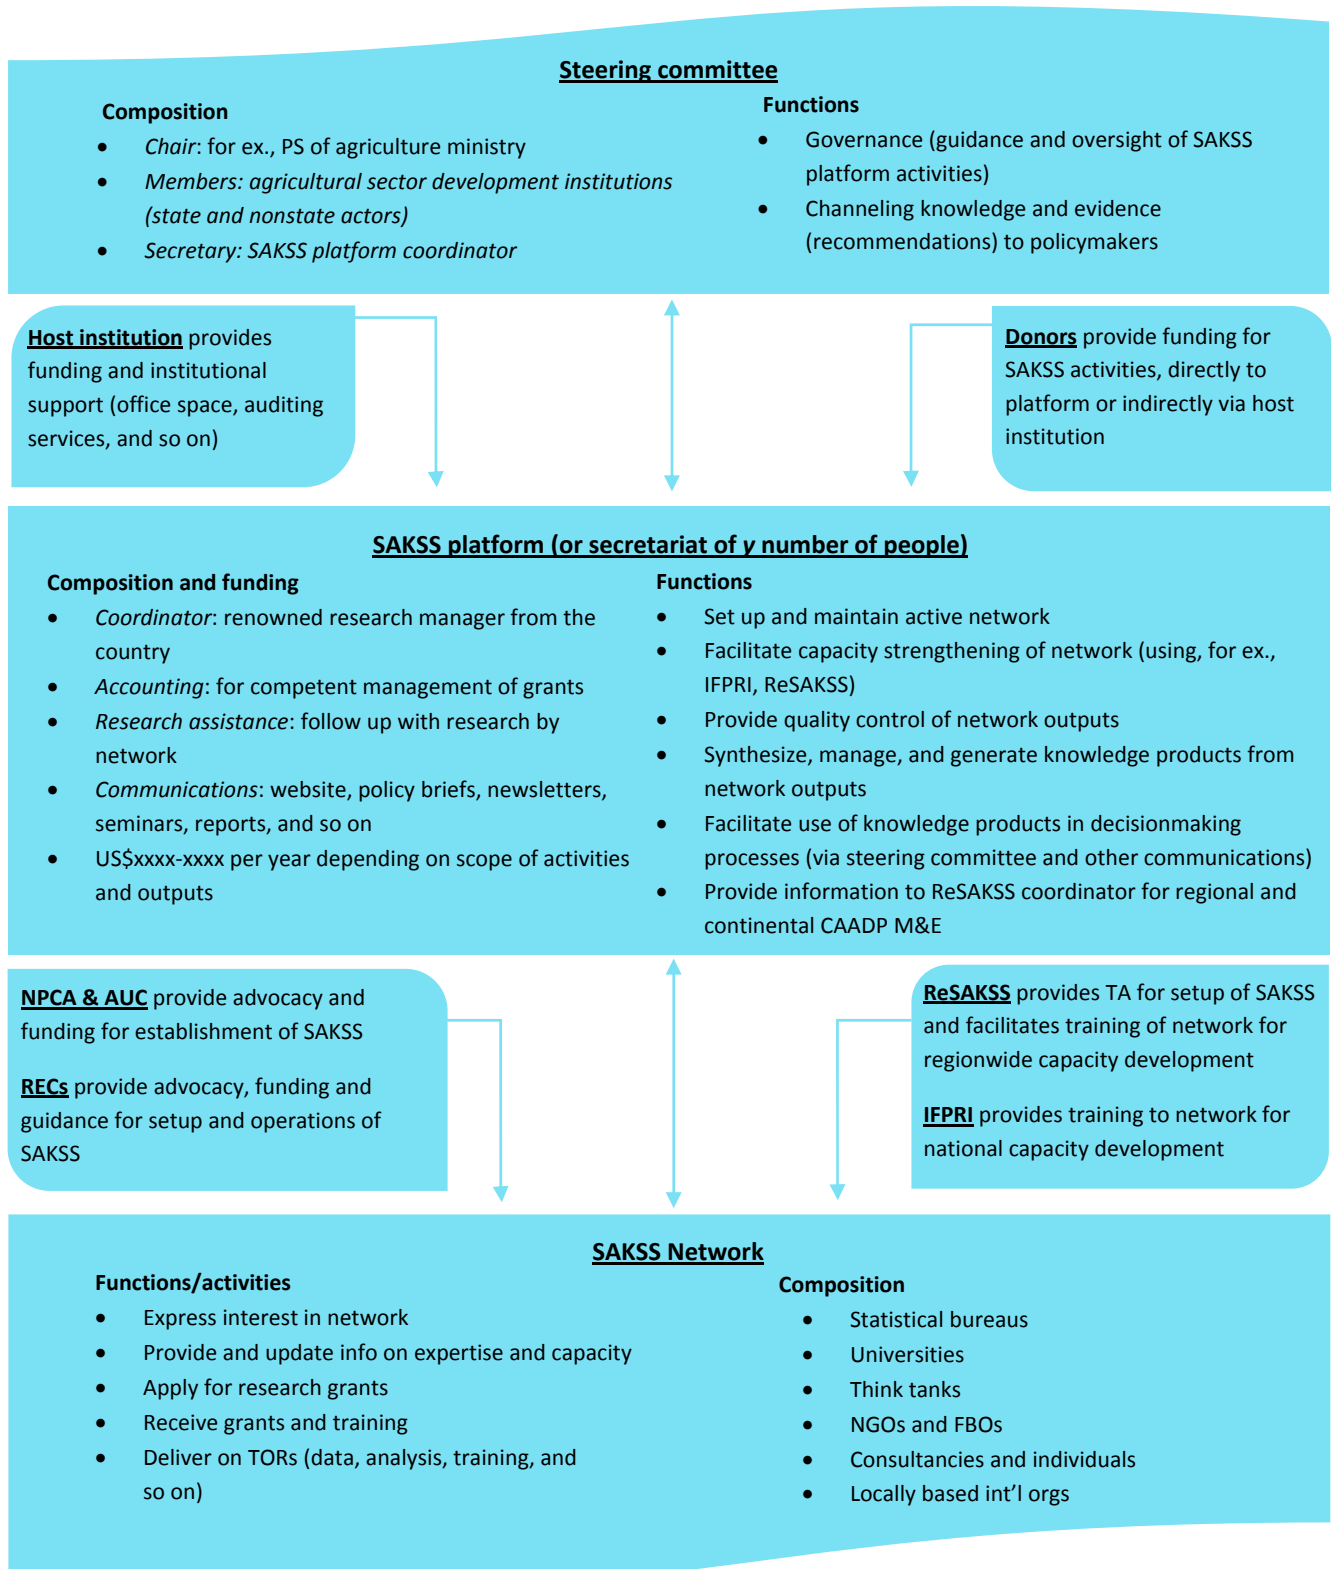 Steering committee
Composition
• Chair: for ex., PS of agriculture ministry
• Members: agricultural sector development institutions
(state and nonstate actors)
• Secretary: SAKSS platform coordinator
Functions
• Governance (guidance and oversight of SAKSS
platform activities)
• Channeling knowledge and evidence
(recommendations) to policymakers
Host institution provides
funding and institutional
support (office space, auditing
services, and so on)
Donors provide funding for
SAKSS activities, directly to
platform or indirectly via host
institution
SAKSS platform (or secretariat of y number of people)
Composition and funding
• Coordinator: renowned research manager from the
country
• Accounting: for competent management of grants
• Research assistance: follow up with research by
network
• Communications: website, policy briefs, newsletters,
seminars, reports, and so on
• US$xxxx-xxxx per year depending on scope of activities
and outputs
Functions
• Set up and maintain active network
• Facilitate capacity strengthening of network (using, for ex.,
IFPRI, ReSAKSS)
• Provide quality control of network outputs
• Synthesize, manage, and generate knowledge products from
network outputs
• Facilitate use of knowledge products in decisionmaking
processes (via steering committee and other communications)
• Provide information to ReSAKSS coordinator for regional and
continental CAADP M&E
NPCA & AUC provide advocacy and
funding for establishment of SAKSS
RECs provide advocacy, funding and
guidance for setup and operations of
SAKSS
ReSAKSS provides TA for setup of SAKSS
and facilitates training of network for
regionwide capacity development
IFPRI provides training to network for
national capacity development
SAKSS Network
Functions/activities
• Express interest in network
• Provide and update info on expertise and capacity
• Apply for research grants
• Receive grants and training
• Deliver on TORs (data, analysis, training, and
so on)
Composition
• Statistical bureaus
• Universities
• Think tanks
• NGOs and FBOs
• Consultancies and individuals
• Locally based int’l orgs